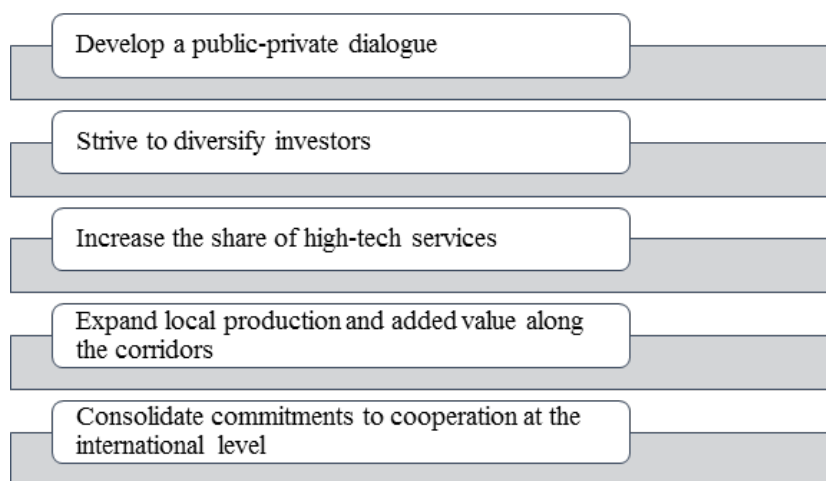 Develop a public-private dialogue
Strive to diversify investors
Increase the share of high-tech services
Expand local production and added value along
the corridors
Consolidate commitments to cooperation at the
international level